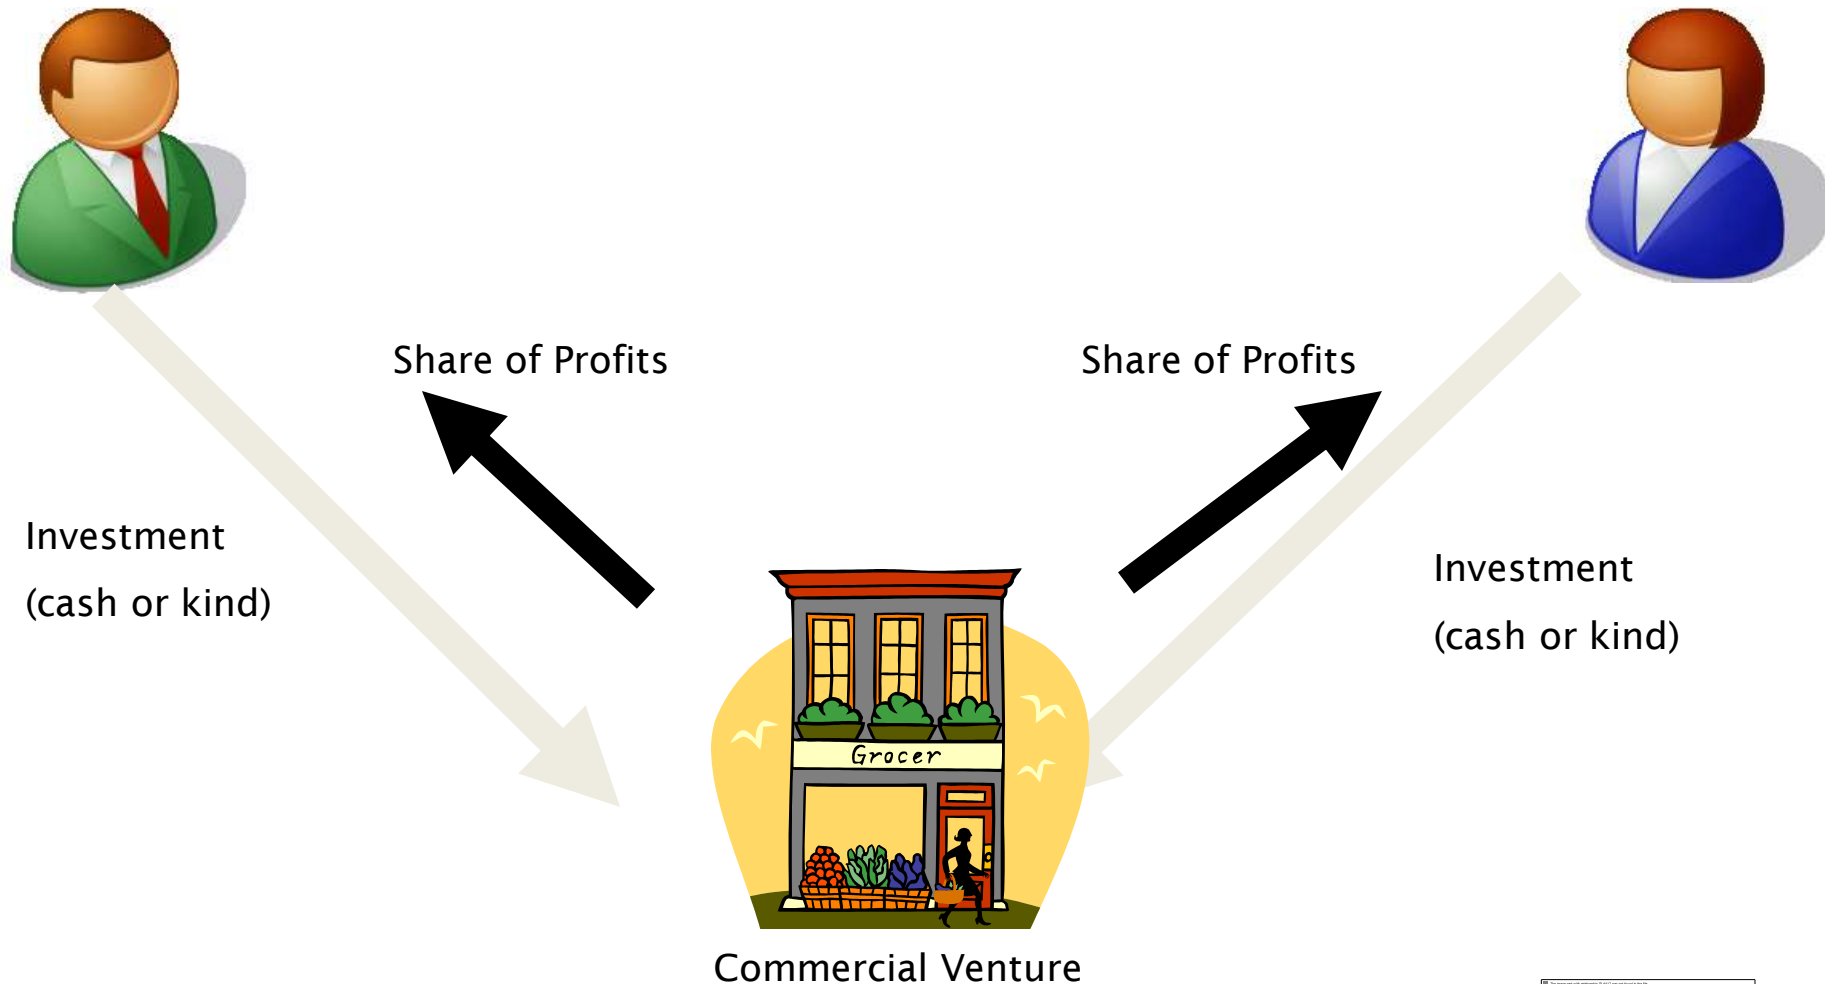 Share of Profits
Share of Profits
Investment
(cash or kind)
Investment
(cash or kind)
Grocer
Commercial Venture